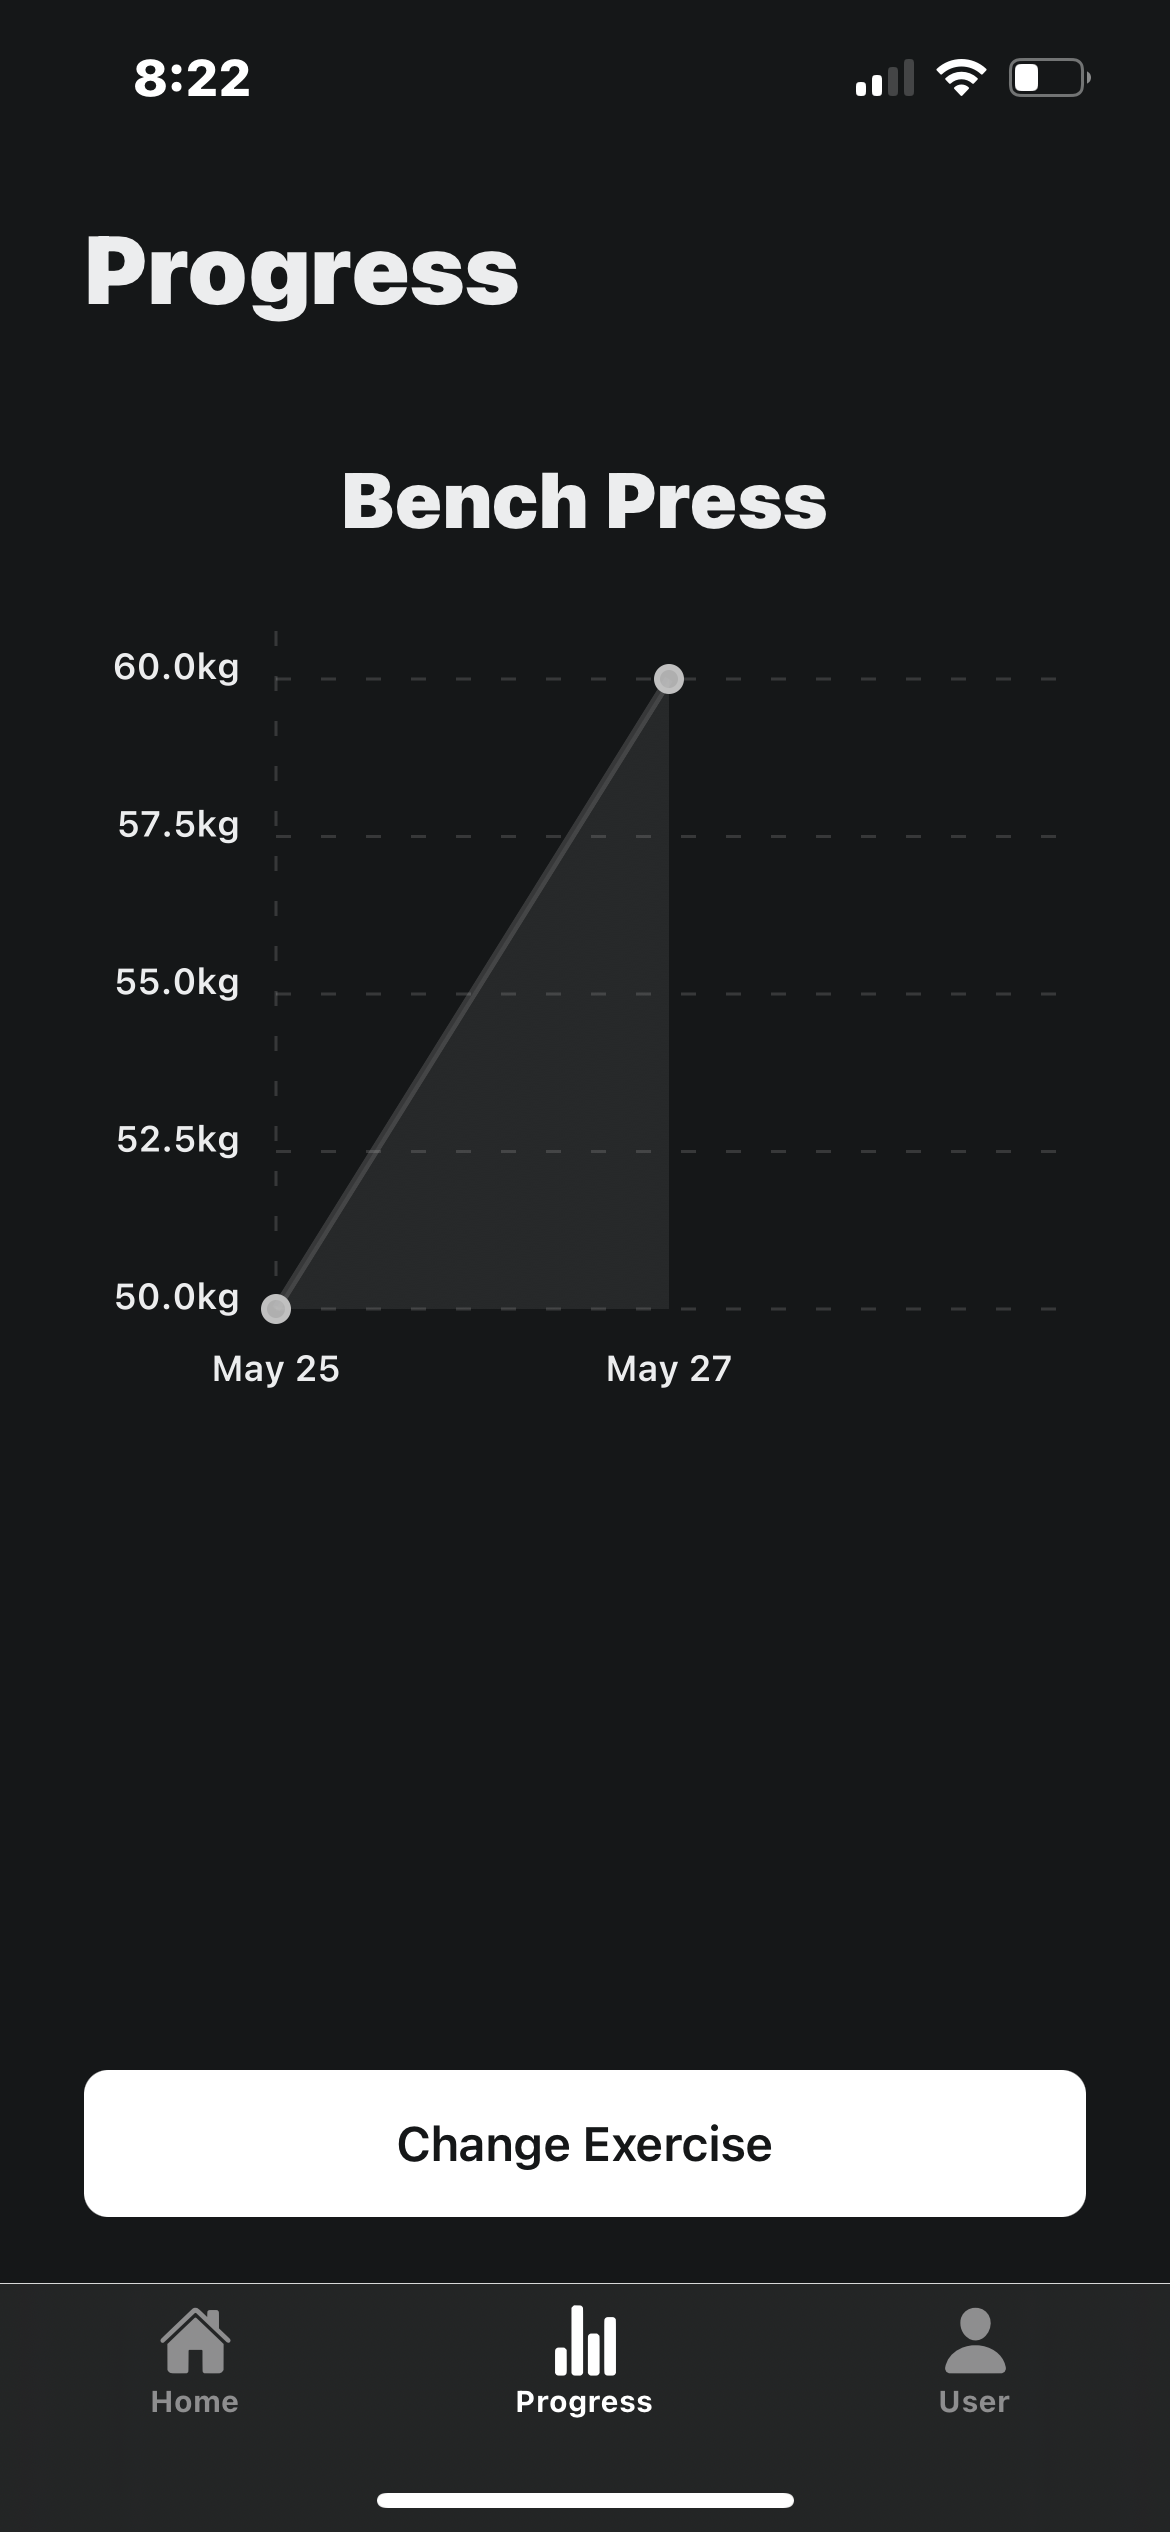 8:22
Progress
Bench Press
60.0kg
57.5kg
55.0kg
52.5kg
50.0kg
May 25 May 27
Change Exercise
Home Progress User